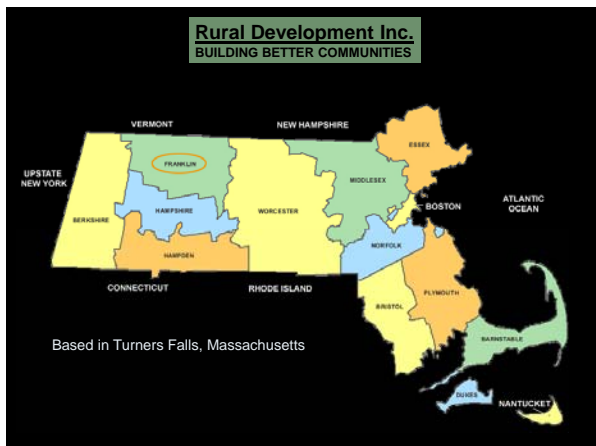 Rural Development Inc.
BUILDING BETTER COMMUNITIES
VERMONT
NEW HAMPSHIRE
ESSEX
FRANKLIN
UPSTATE
NEW YORK
MIDDLESEX
BOSTON
ATLANTIC
OCEAN
BERKSHIRE
HAMPSHIRE
WORCESTER
NORFOLK
HAMPDEN
CONNECTICUT
RHODE ISLAND
PLYMOUTH
BRISTOL
Based in Turners Falls, Massachusetts
BARNSTABLE
DUKES
NANTUCKET